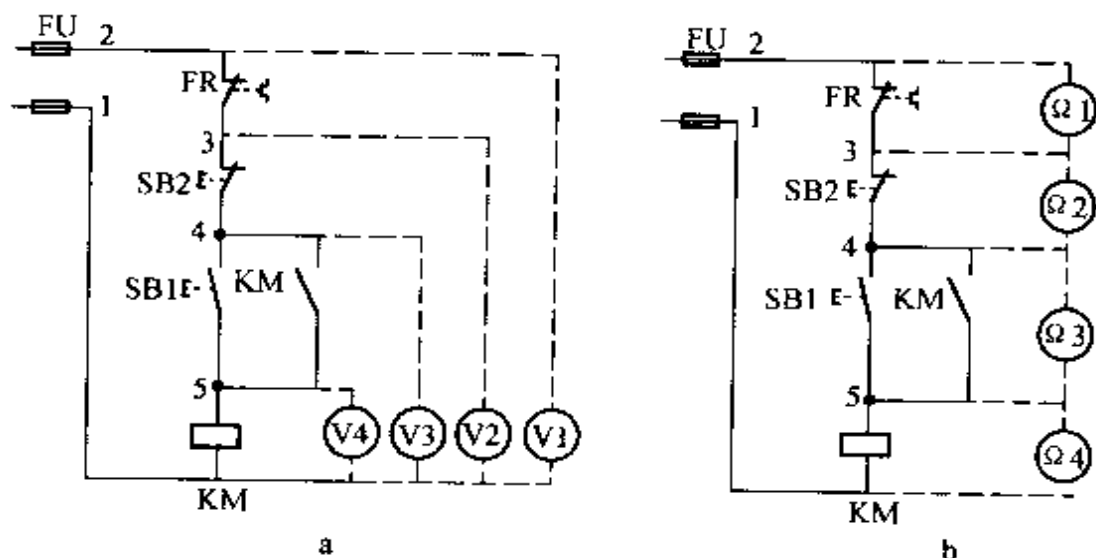 FU 2
FR
1
3
SB2
4
SB1 KM
5
V4 V3 V2 V1
KM
a
FU 2
FR Ω1
1
3
SB2 Ω2
4
SB1 KM Ω3
5
Ω4
KM
b